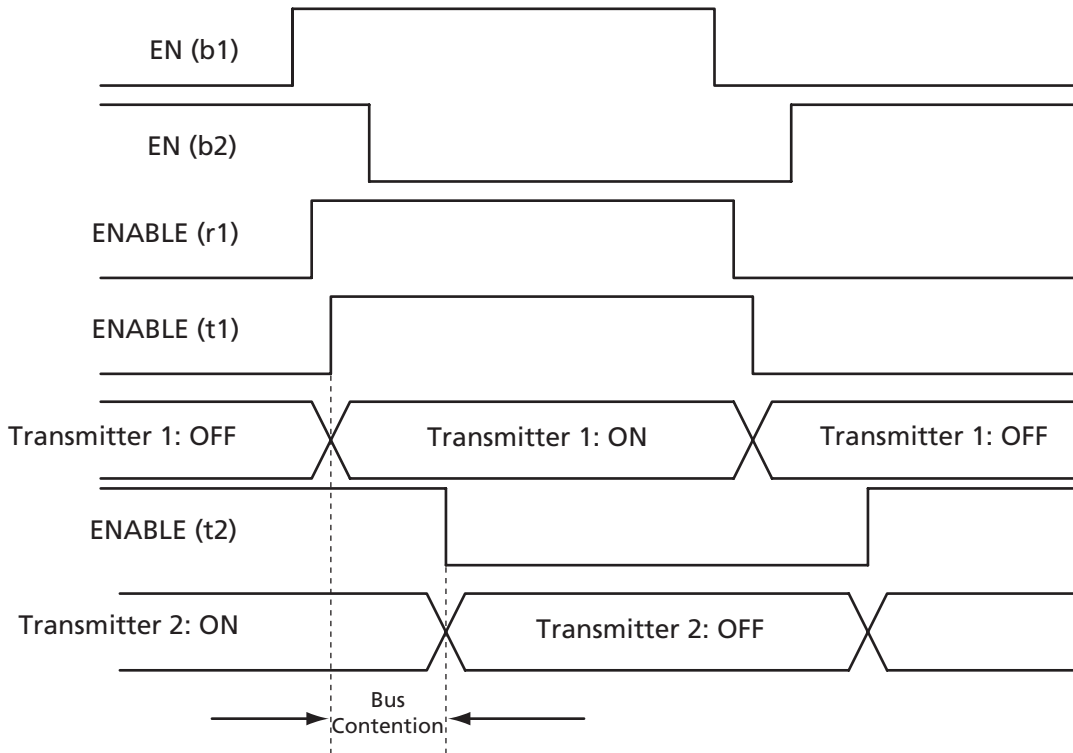 EN (b1)
EN (b2)
ENABLE (r1)
ENABLE (t1)
Transmitter 1: OFF
Transmitter 1: ON
Transmitter 1: OFF
ENABLE (t2)
Transmitter 2: ON
Transmitter 2: OFF
Bus
Contention